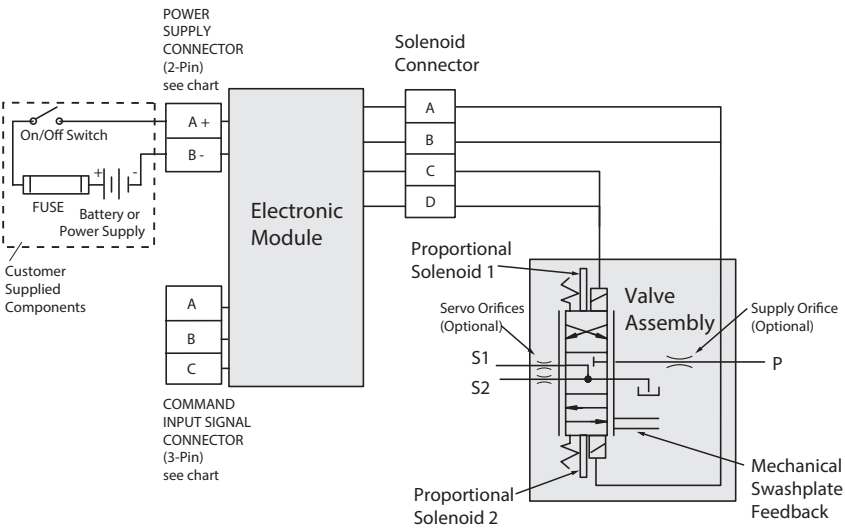 POWER
SUPPLY
CONNECTOR
(2-Pin)
see chart
Solenoid
Connector
On/Off Switch
A +
B -
+
-
FUSE
Battery or
Power Supply
Customer
Supplied
Components
Electronic
Module
A
B
C
D
A
B
C
COMMAND
INPUT SIGNAL
CONNECTOR
(3-Pin)
see chart
Proportional
Solenoid 1
Servo Orifices
(Optional)
S1
S2
Valve
Assembly
Supply Orifice
(Optional)
P
Proportional
Solenoid 2
Mechanical
Swashplate
Feedback